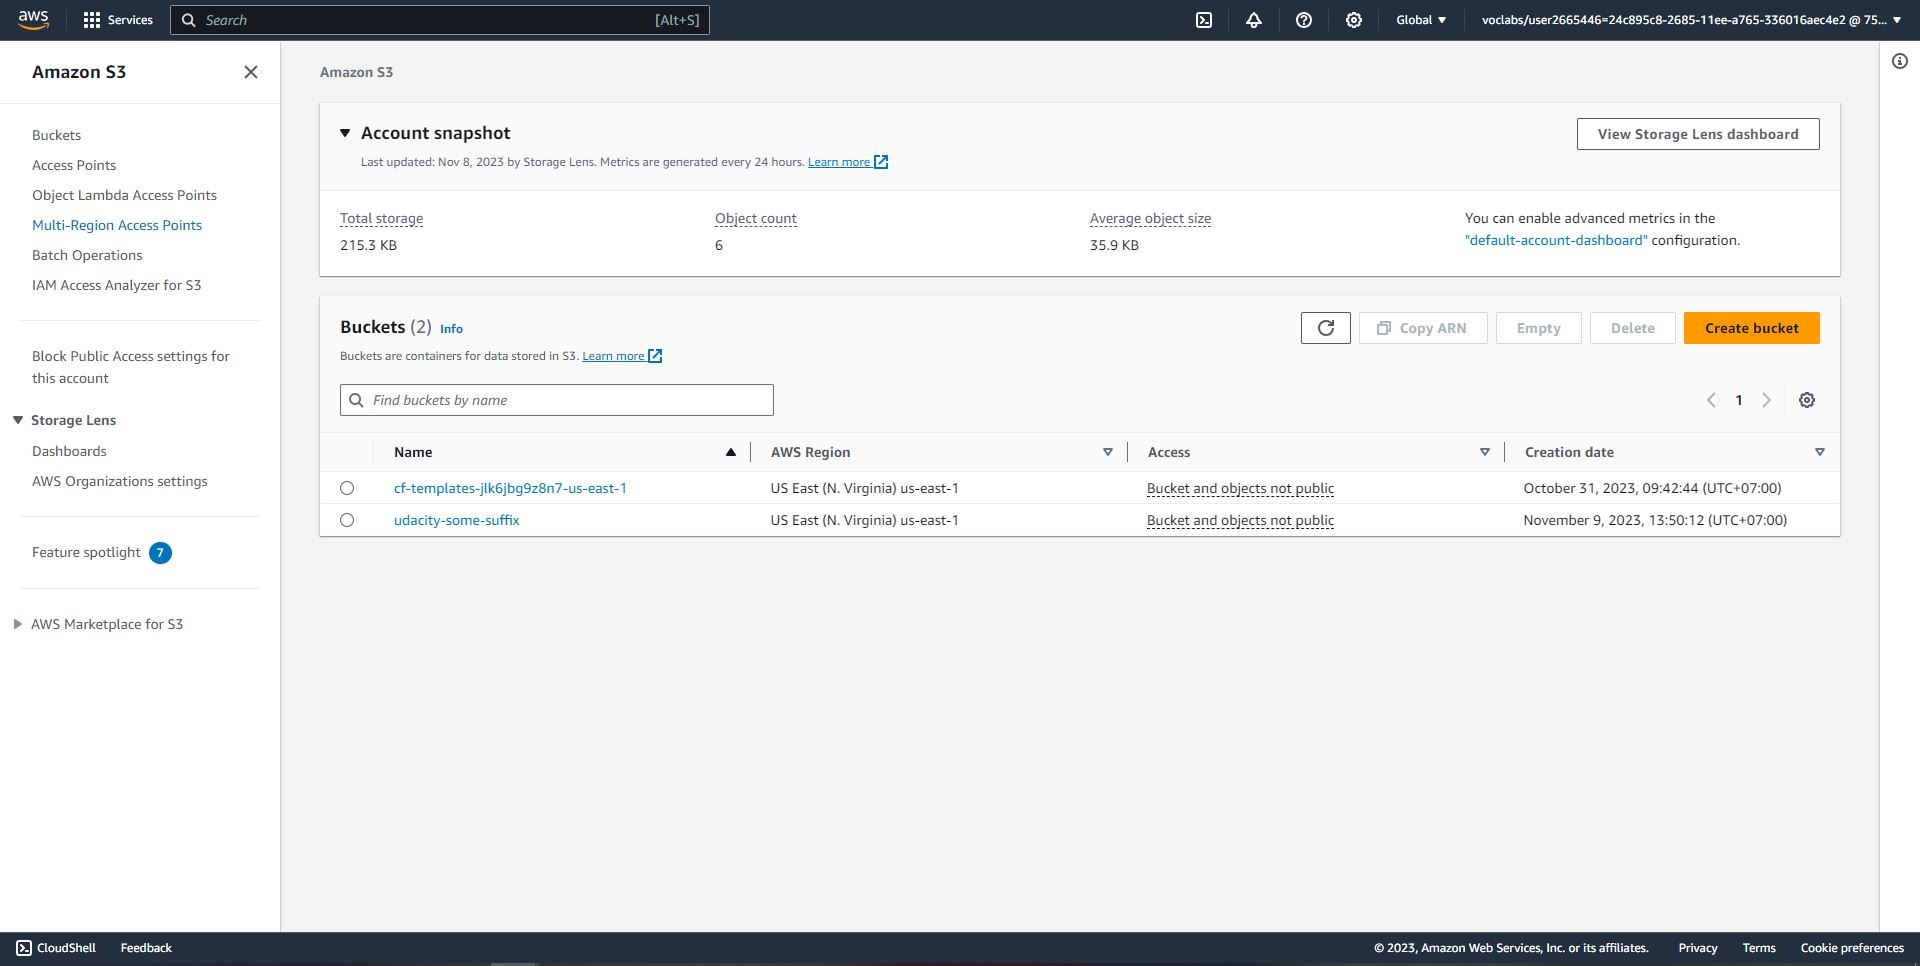 aws
Services
Search
[Alt+S]
Global
voclabs/user2665446=24c895c8-2685-11ee-a765-336016aec4e2 @ 75...
Amazon S3
Buckets
Access Points
Object Lambda Access Points
Multi-Region Access Points
Batch Operations
IAM Access Analyzer for S3
Block Public Access settings for
this account
Storage Lens
Dashboards
AWS Organizations settings
Feature spotlight 7
AWS Marketplace for S3
Amazon S3
Account snapshot
View Storage Lens dashboard
Last updated: Nov 8, 2023 by Storage Lens. Metrics are generated every 24 hours. Learn more
Total storage
215.3 KB
Object count
6
Average object size
35.9 KB
You can enable advanced metrics in the
"default-account-dashboard" configuration.
Buckets (2) Info
Copy ARN
Empty
Delete
Create bucket
Buckets are containers for data stored in S3. Learn more
Find buckets by name
1
Name AWS Region Access Creation date
cf-templates-jlk6jbg9z8n7-us-east-1 US East (N. Virginia) us-east-1 Bucket and objects not public October 31, 2023, 09:42:44 (UTC+07:00)
udacity-some-suffix US East (N. Virginia) us-east-1 Bucket and objects not public November 9, 2023, 13:50:12 (UTC+07:00)
CloudShell
Feedback
© 2023, Amazon Web Services, Inc. or its affiliates.
Privacy
Terms
Cookie preferences